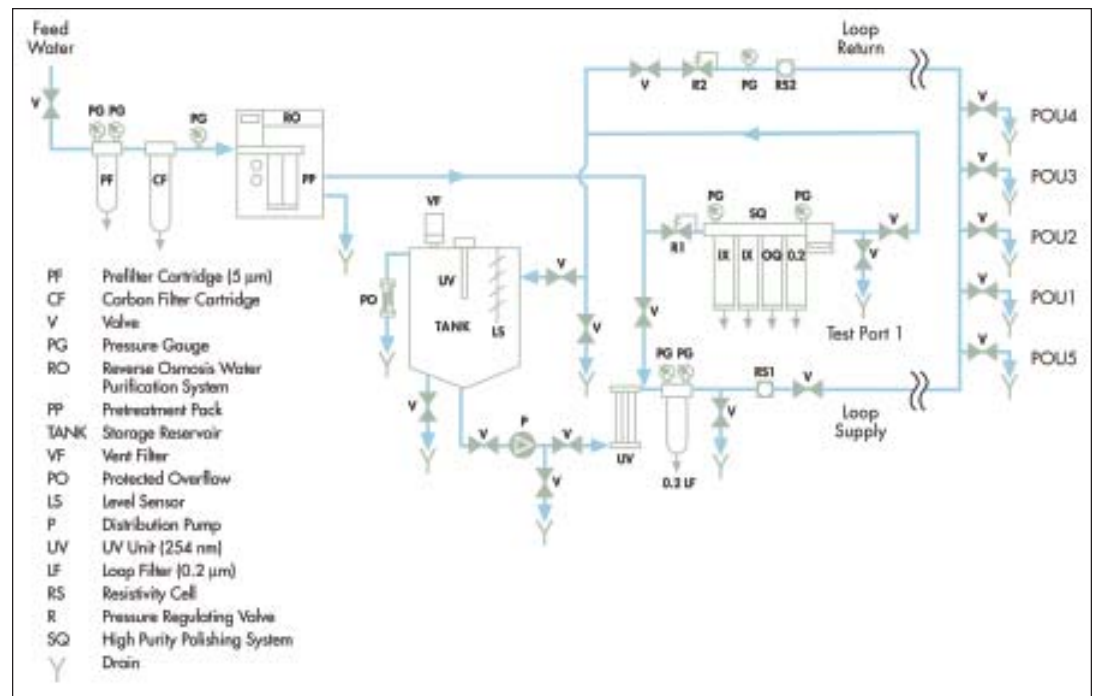 Feed
Water
V
PG PG
PG
RO
PF
CF
PP
Loop
Return
V
R2
PG
RS2
V
POU4
V
POU3
V
POU2
V
POU1
V
POU5
VF
UV
TANK
LS
PO
V
V
V
V
P
V
V
UV
V
R1
PG
SQ
PG
IX
IX
OQ
0.2
V
V
Test Port 1
PG PG
0.2 LF
RS1
V
V
Loop
Supply
PF Prefilter Cartridge (5 µm)
CF Carbon Filter Cartridge
V Valve
PG Pressure Gauge
RO Reverse Osmosis Water
Purification System
PP Pretreatment Pack
TANK Storage Reservoir
VF Vent Filter
PO Protected Overflow
LS Level Sensor
P Distribution Pump
UV UV Unit (254 nm)
LF Loop Filter (0.2 µm)
RS Resistivity Cell
R Pressure Regulating Valve
SQ High Purity Polishing System
Drain